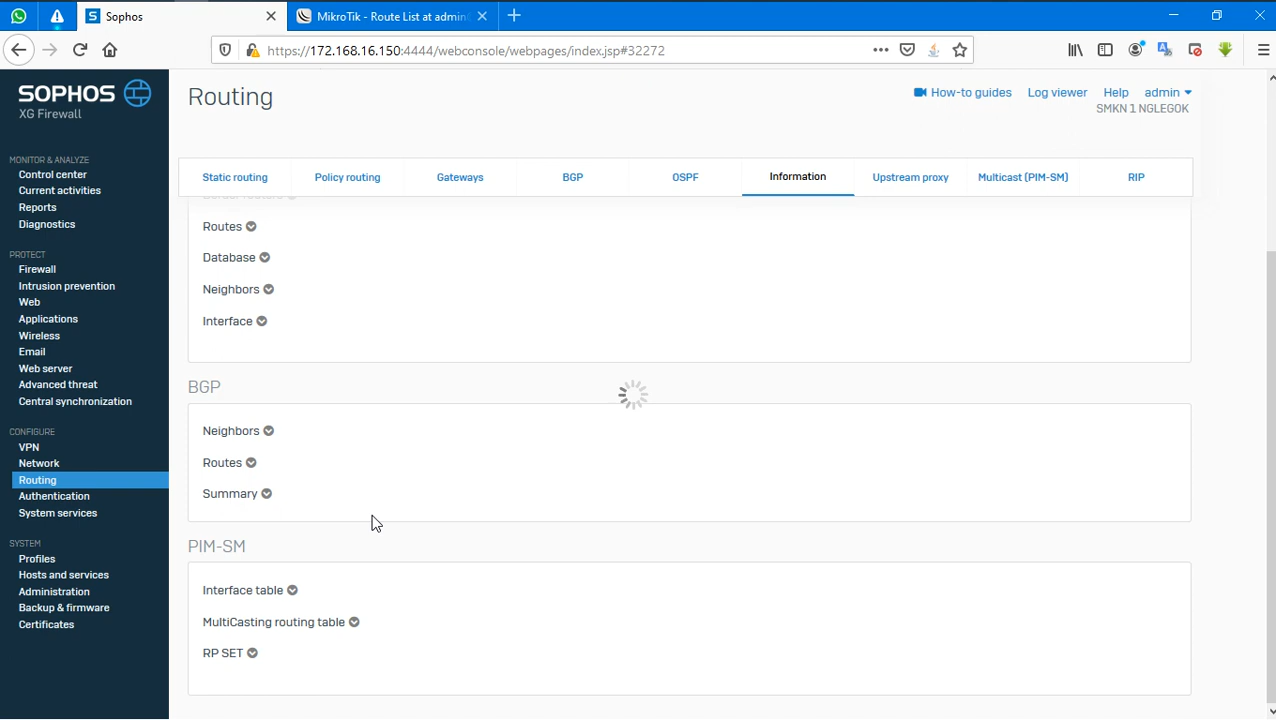 Sophos
MikroTik - Route List at admin
https://172.168.16.150:4444/webconsole/webpages/index.jsp#32272
SOPHOS
XG Firewall
MONITOR & ANALYZE
Control center
Current activities
Reports
Diagnostics
PROTECT
Firewall
Intrusion prevention
Web
Applications
Wireless
Email
Web server
Advanced threat
Central synchronization
CONFIGURE
VPN
Network
Routing
Authentication
System services
SYSTEM
Profiles
Hosts and services
Administration
Backup & firmware
Certificates
Routing
How-to guides
Log viewer
Help
admin
SMKN 1 NGLEGOK
Static routing
Policy routing
Gateways
BGP
OSPF
Information
Upstream proxy
Multicast (PIM-SM)
RIP
Routes
Database
Neighbors
Interface
BGP
Neighbors
Routes
Summary
PIM-SM
Interface table
MultiCasting routing table
RP SET